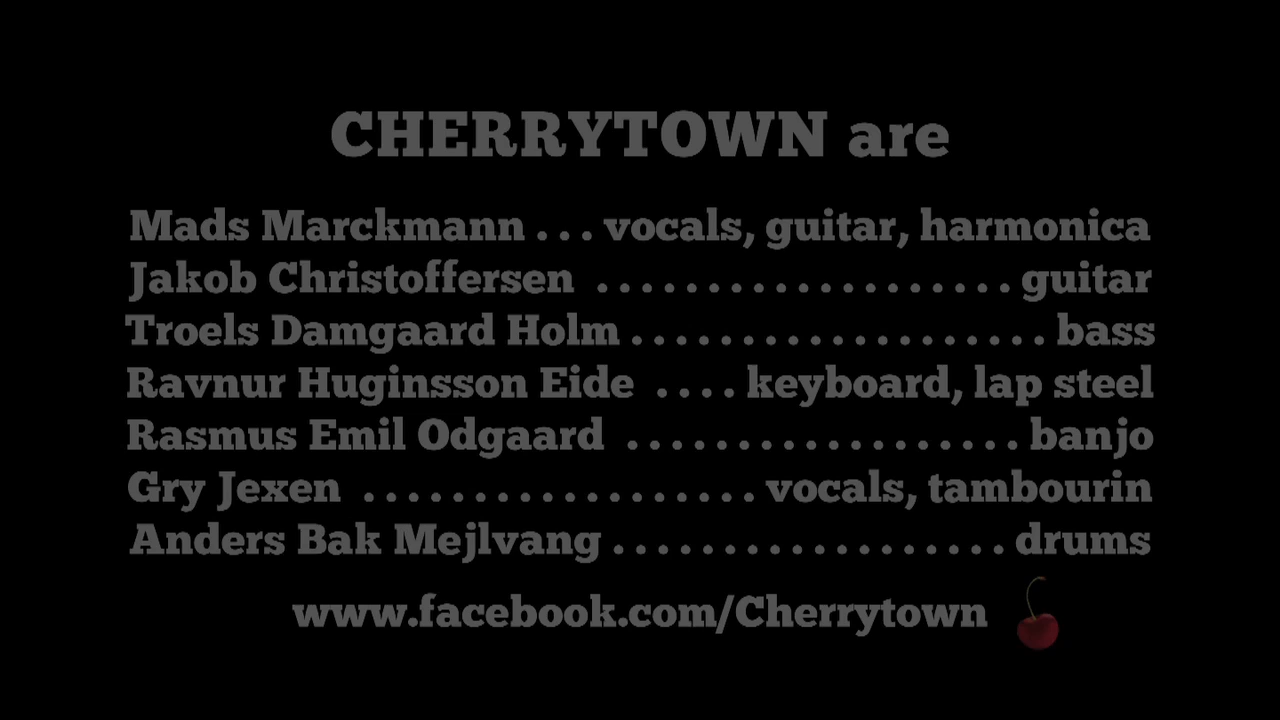 CHERRYTOWN are
Mads Marckmann . . . vocals, guitar, harmonica
Jakob Christoffersen . . . . . . . . . . . . . . . . . . . guitar
Troels Damgaard Holm . . . . . . . . . . . . . . . . . . . bass
Ravnur Huginsson Eide . . . . keyboard, lap steel
Rasmus Emil Odgaard . . . . . . . . . . . . . . . . . . banjo
Gry Jexen . . . . . . . . . . . . . . . . . . vocals, tambourin
Anders Bak Mejlvang . . . . . . . . . . . . . . . . . . drums
www.facebook.com/Cherrytown